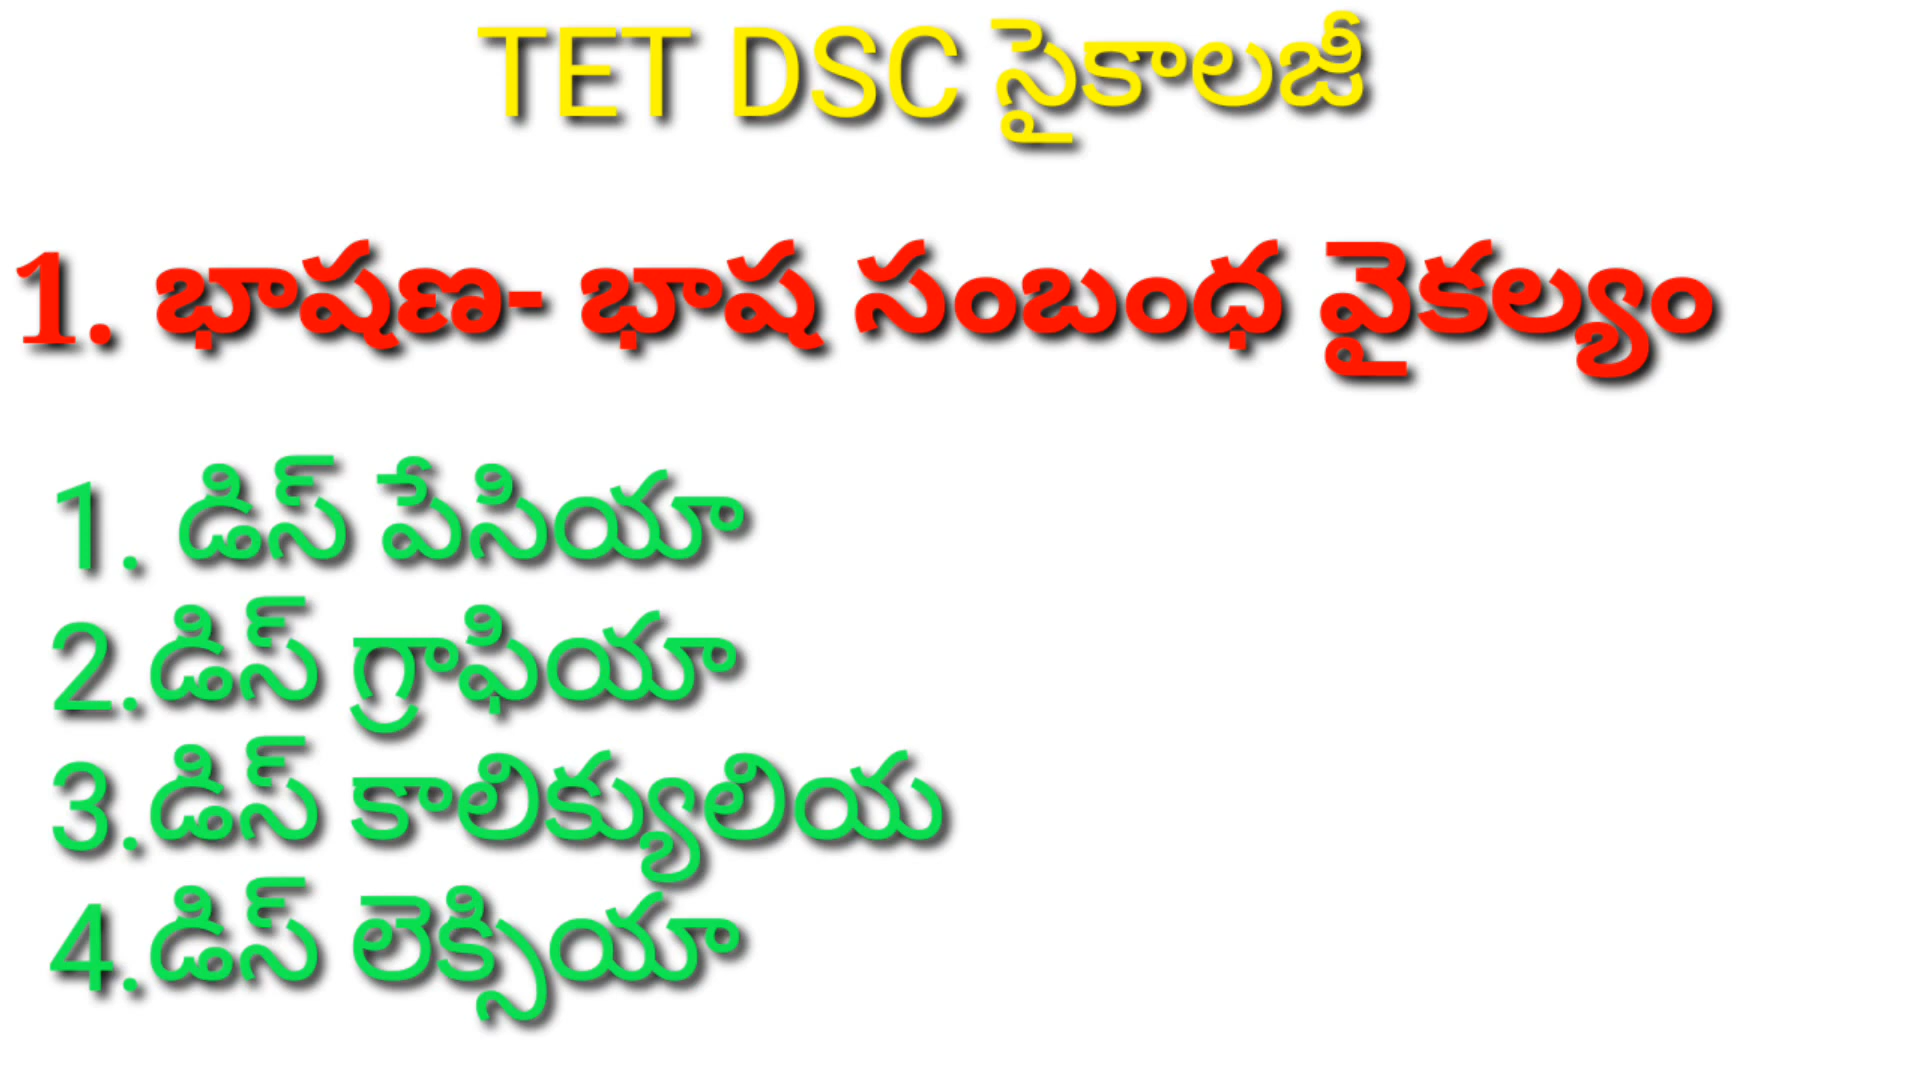 TET DSC సైకాలజీ
1. భాషణ- భాష సంబంధ వైకల్యం
1. డిస్ పేసియా
2.డిస్ గ్రాఫియా
3.డిస్ కాలిక్యులియ
4.డిస్ లెక్సియా